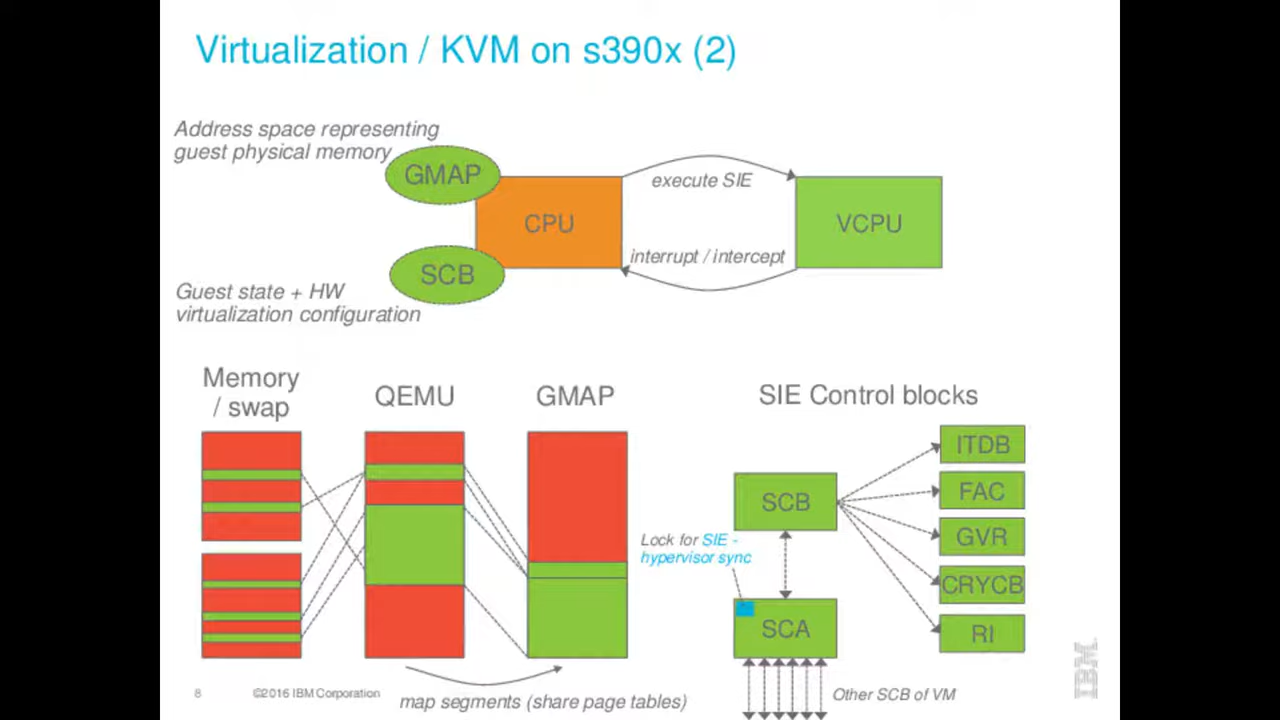 Virtualization / KVM on s390x (2)
Address space representing
guest physical memory
GMAP
execute SIE
CPU
VCPU
interrupt / intercept
SCB
Guest state + HW
virtualization configuration
Memory
/ swap
QEMU
GMAP
SIE Control blocks
ITDB
FAC
SCB
GVR
Lock for SIE -
hypervisor sync
CRYCB
SCA
RI
8
©2016 IBM Corporation
map segments (share page tables)
Other SCB of VM
IBM